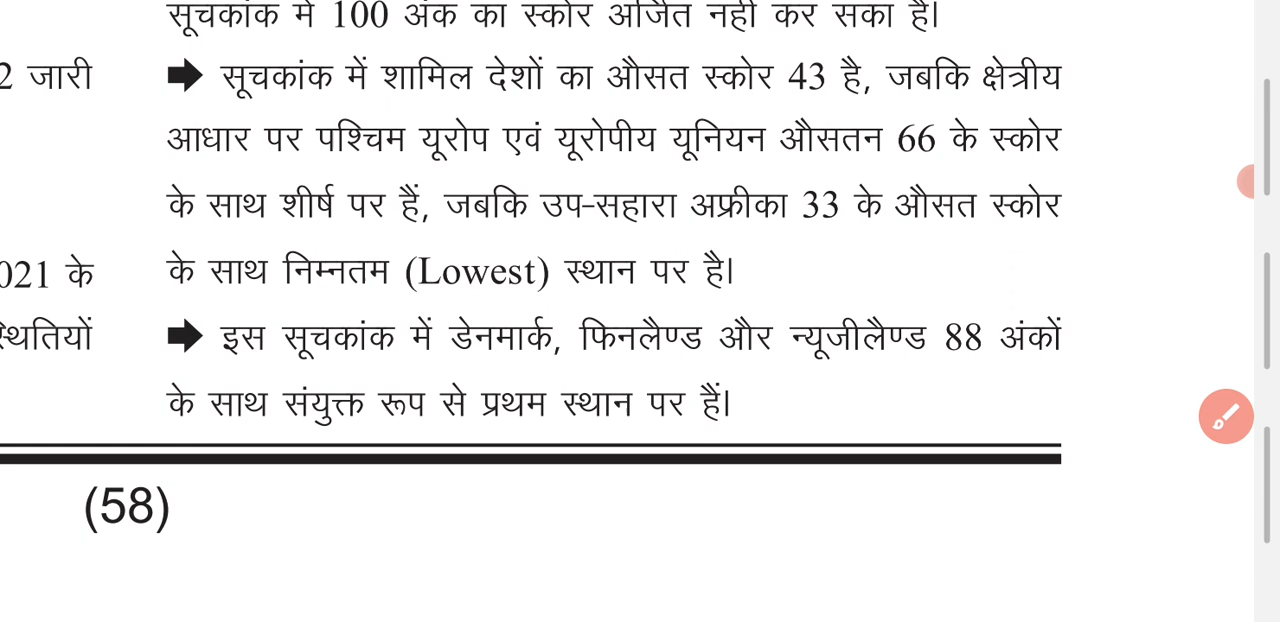 सूचकांक में 100 अंक का स्कोर अर्जित नहीं कर सका है।
2 जारी
➡ सूचकांक में शामिल देशों का औसत स्कोर 43 है, जबकि क्षेत्रीय
आधार पर पश्चिम यूरोप एवं यूरोपीय यूनियन औसतन 66 के स्कोर
के साथ शीर्ष पर हैं, जबकि उप-सहारा अफ्रीका 33 के औसत स्कोर
021 के
के साथ निम्नतम (Lowest) स्थान पर है।
स्थितियों
➡ इस सूचकांक में डेनमार्क, फिनलैण्ड और न्यूजीलैण्ड 88 अंकों
के साथ संयुक्त रूप से प्रथम स्थान पर हैं।
(58)